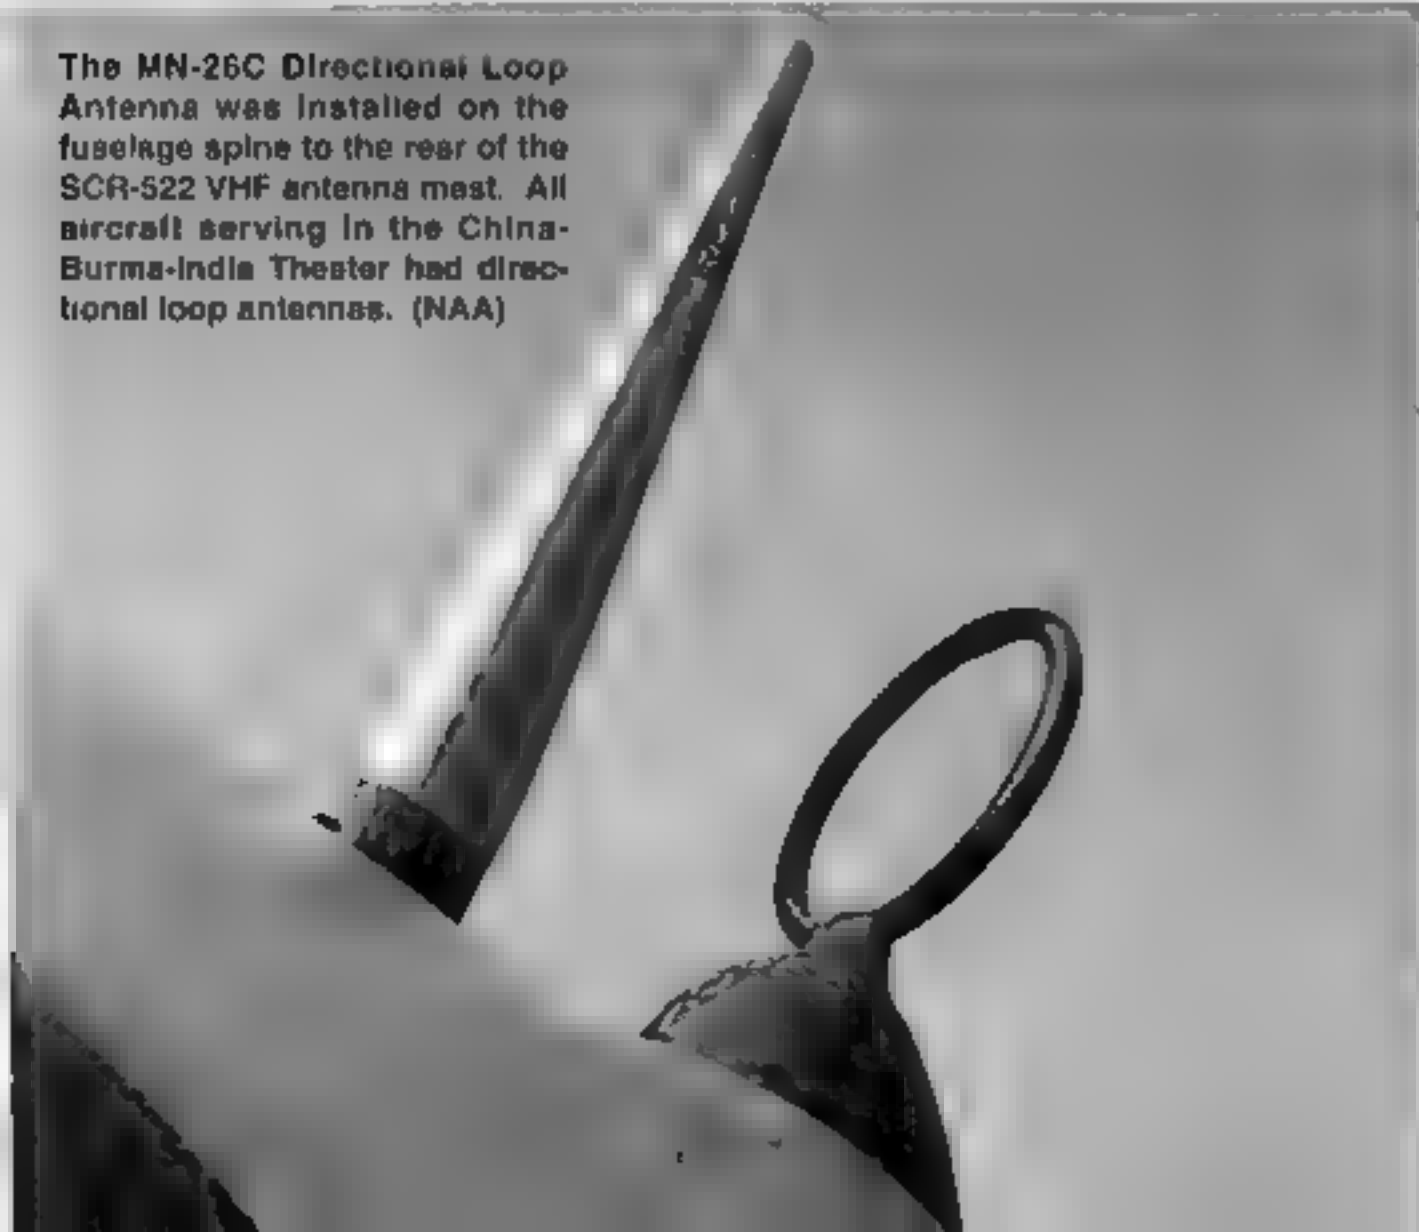 The MN-26C Directional Loop
Antenna was installed on the
fuselage spine to the rear of the
SCR-522 VHF antenna mast. All
aircraft serving in the China-
Burma-India Theater had direc-
tional loop antennas. (NAA)